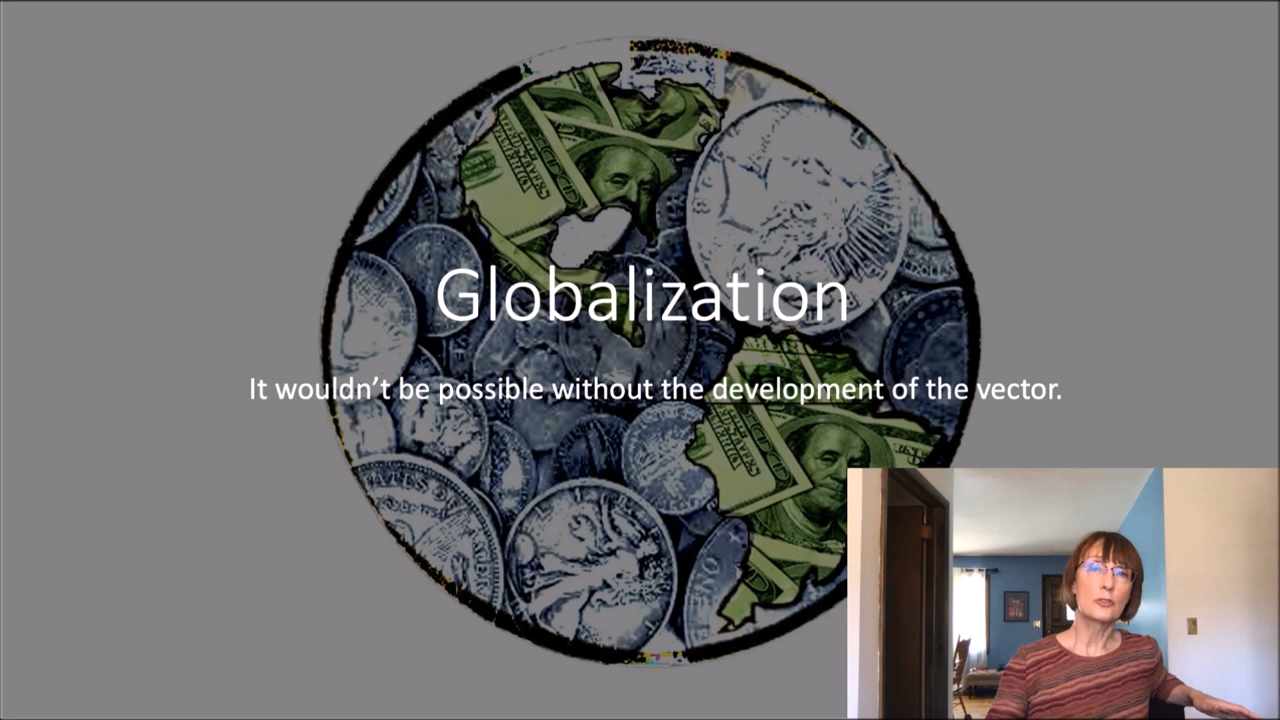 Globalization
It wouldn’t be possible without the development of the vector.